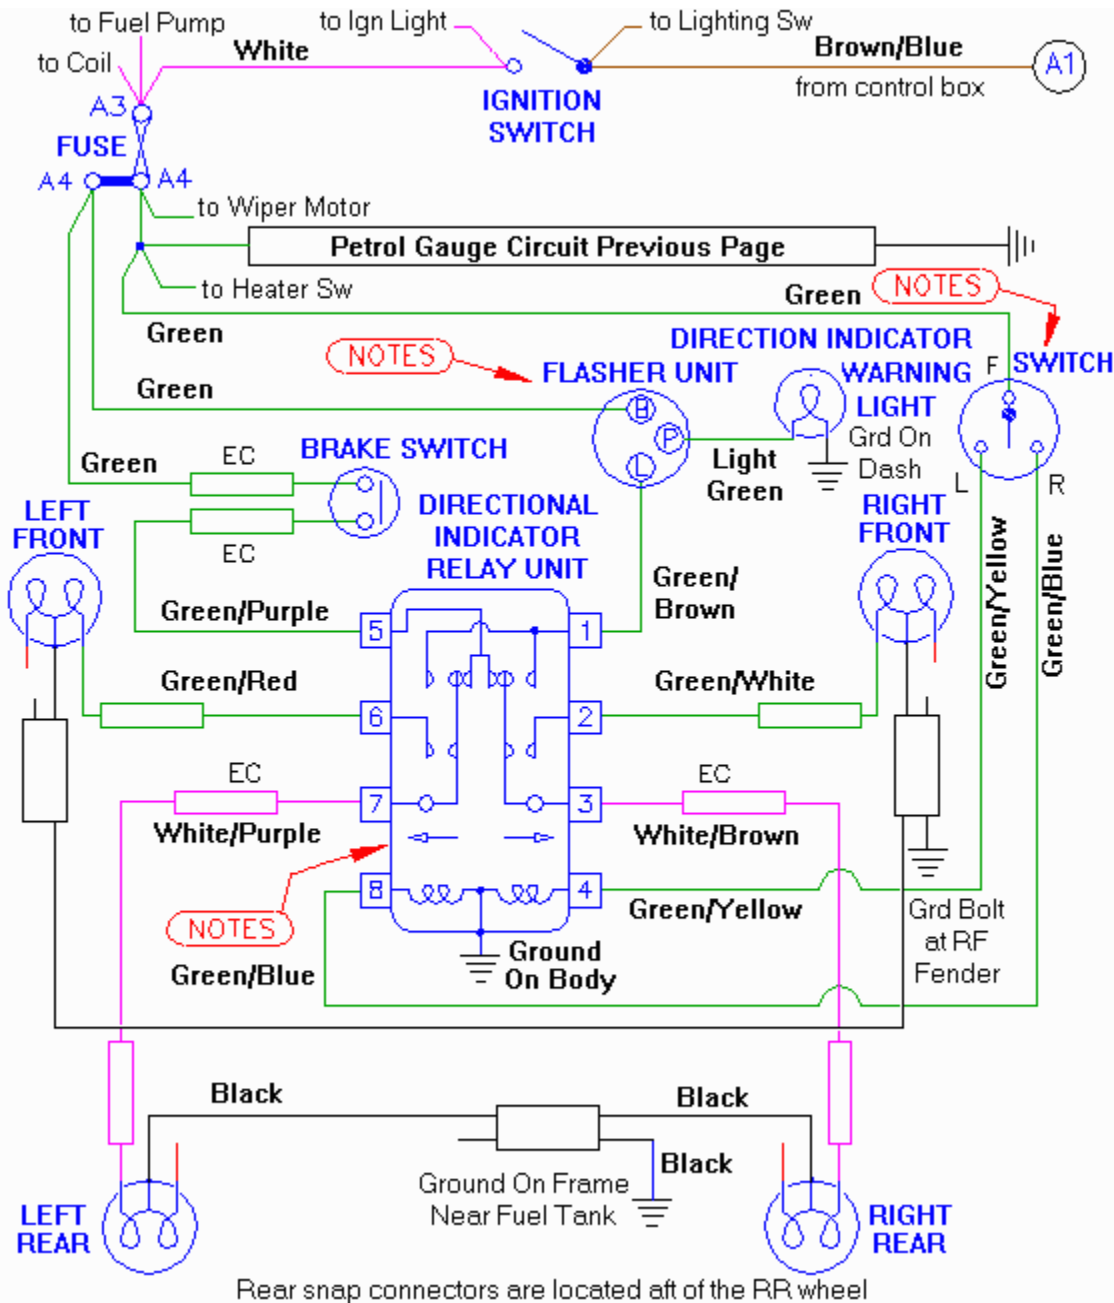 to Fuel Pump
to Ign Light
to Lighting Sw
to Coil
White
Brown/Blue
A1
from control box
IGNITION
SWITCH
A3
FUSE
A4
A4
to Wiper Motor
Petrol Gauge Circuit Previous Page
to Heater Sw
Green
NOTES
Green
NOTES
DIRECTION INDICATOR
WARNING
LIGHT
F
SWITCH
FLASHER UNIT
Green
B
P
L
Grd On
Dash
Light
Green
BRAKE SWITCH
Green
EC
EC
L
R
LEFT
FRONT
DIRECTIONAL
INDICATOR
RELAY UNIT
RIGHT
FRONT
Green/Yellow
Green/Blue
Green/
Brown
Green/Purple
5
1
Green/Red
Green/White
6
2
EC
EC
7
3
White/Purple
White/Brown
8
4
Green/Yellow
NOTES
Grd Bolt
at RF
Fender
Green/Blue
Ground
On Body
Black
Black
Black
Ground On Frame
Near Fuel Tank
LEFT
REAR
RIGHT
REAR
Rear snap connectors are located aft of the RR wheel